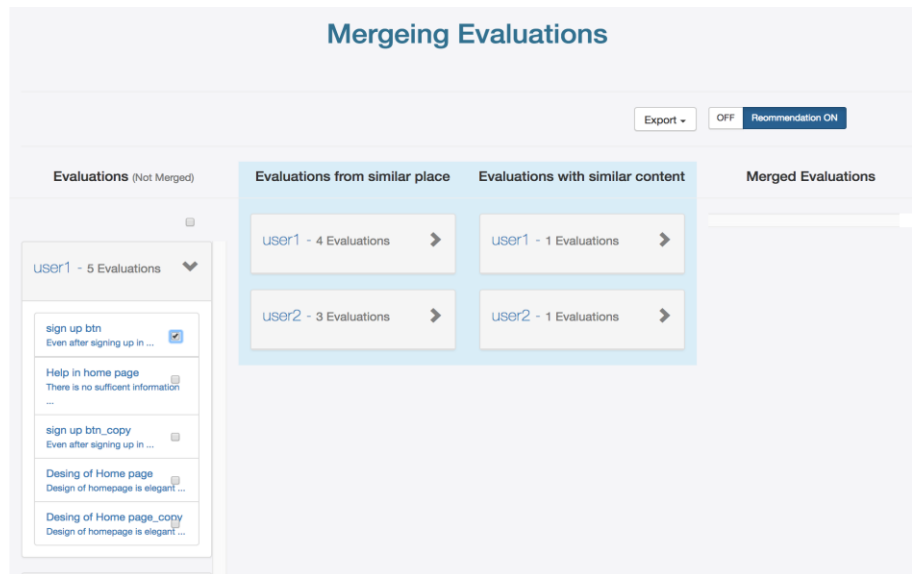 Mergeing Evaluations
Export
OFF Reommendation ON
Evaluations (Not Merged)
Evaluations from similar place
Evaluations with similar content
Merged Evaluations
user1 - 5 Evaluations
sign up btn
Even after signing up in ...
Help in home page
There is no sufficent information
...
sign up btn_copy
Even after signing up in ...
Desing of Home page
Design of homepage is elegant ...
Desing of Home page_copy
Design of homepage is elegant ...
user1 - 4 Evaluations
user2 - 3 Evaluations
user1 - 1 Evaluations
user2 - 1 Evaluations